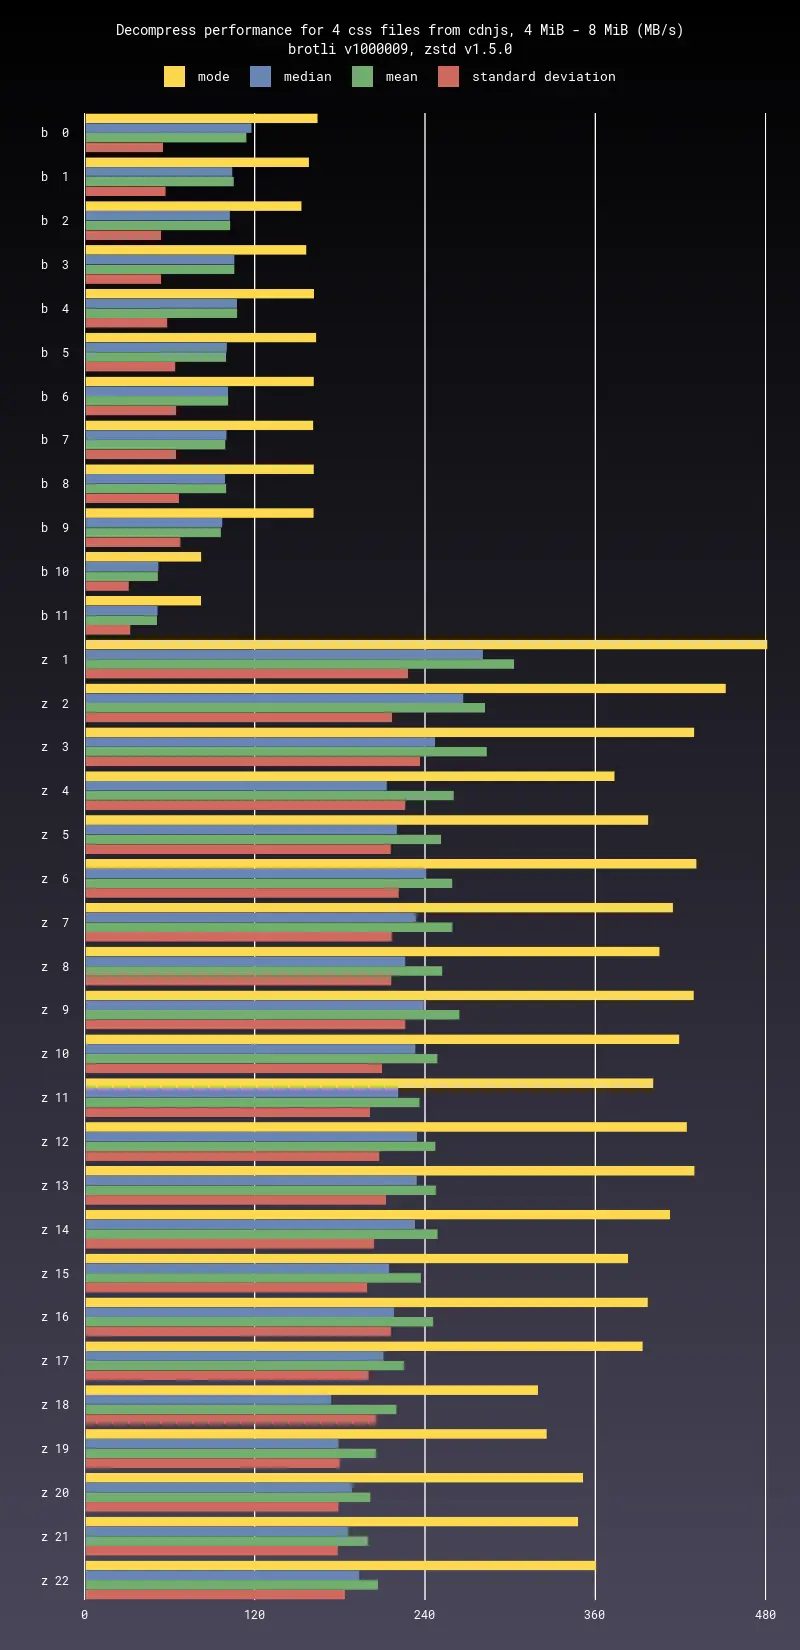 Decompress performance for 4 css files from cdnjs, 4 MiB - 8 MiB (MB/s)
brotli v1000009, zstd v1.5.0
mode median mean standard deviation
b 0
b 1
b 2
b 3
b 4
b 5
b 6
b 7
b 8
b 9
b 10
b 11
z 1
z 2
z 3
z 4
z 5
z 6
z 7
z 8
z 9
z 10
z 11
z 12
z 13
z 14
z 15
z 16
z 17
z 18
z 19
z 20
z 21
z 22
0 120 240 360 480